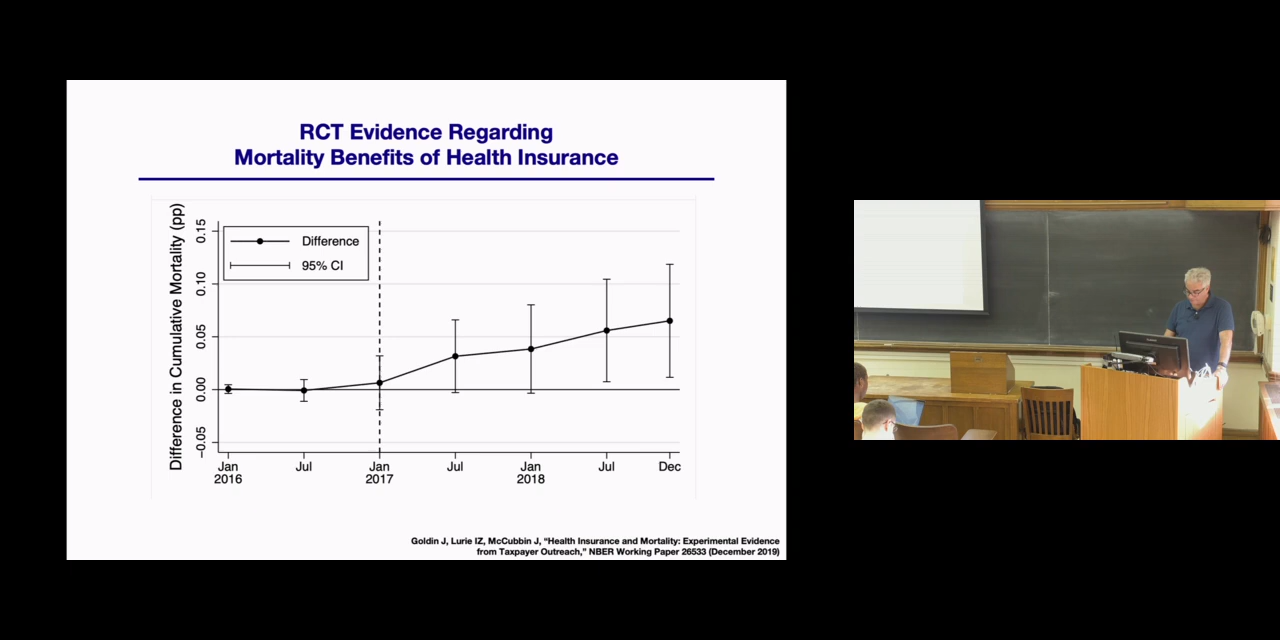 RCT Evidence Regarding
Mortality Benefits of Health Insurance
Difference in Cumulative Mortality (pp)
0.15
0.10
0.05
0.00
−0.05
Difference
95% CI
Jan Jul Jan Jul Jan Jul Dec
2016 2017 2018
Goldin J, Lurie IZ, McCubbin J, “Health Insurance and Mortality: Experimental Evidence
from Taxpayer Outreach,” NBER Working Paper 26533 (December 2019)